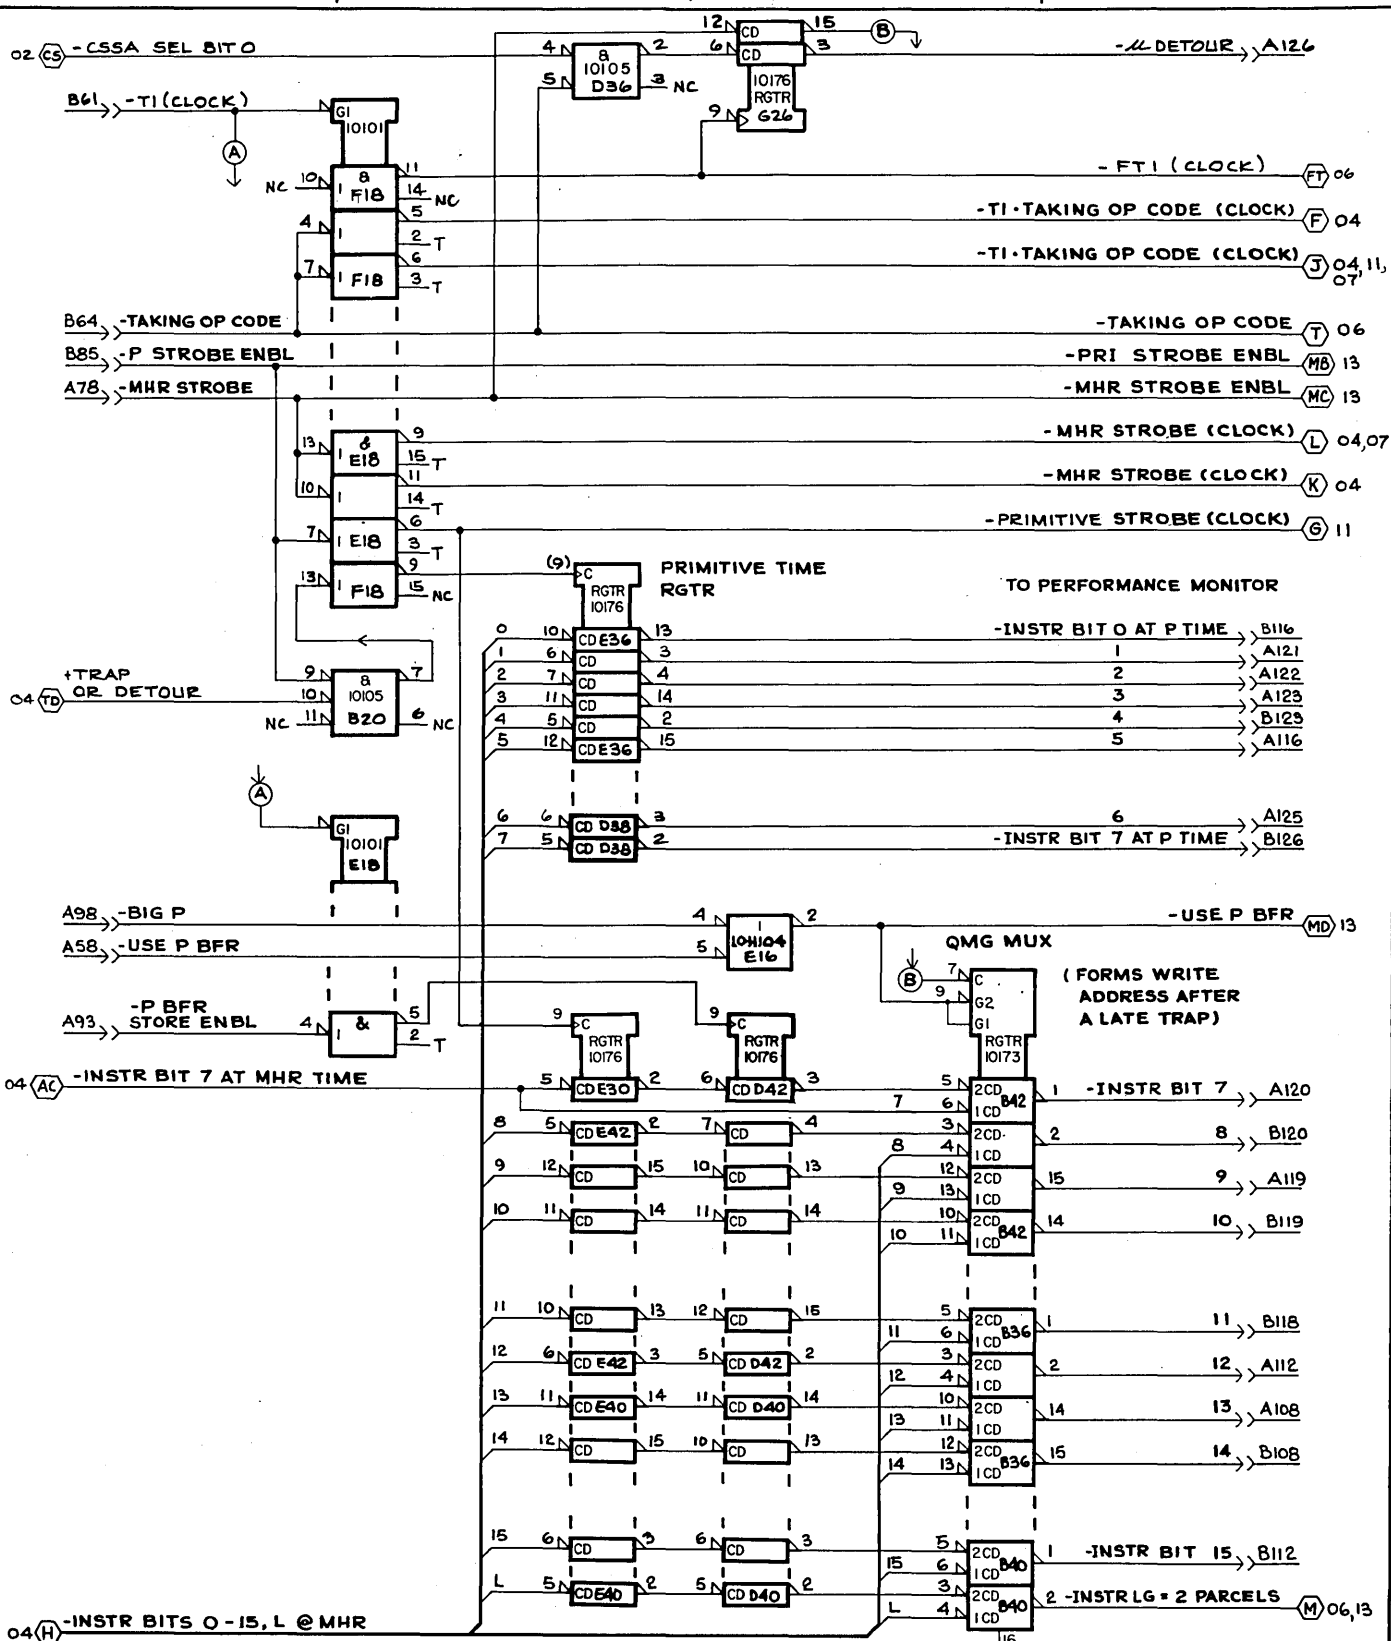 12 CD 15 B
02 CS -CSSA SEL BIT 0 4 & 2 6 CD 3 -µ DETOUR A126
10105 D36 5 3 NC
10176 RGTR G26 9
B61 -T1 (CLOCK) G1 10101
A
NC 10 1 & F18 11 14 NC -FT1 (CLOCK) FT 06
4 1 5 2 T -T1·TAKING OP CODE (CLOCK) F 04
7 1 F18 6 3 T -T1·TAKING OP CODE (CLOCK) J 04,11,
07
B64 -TAKING OP CODE -TAKING OP CODE T 06
B85 -P STROBE ENBL -PRI STROBE ENBL MB 13
A78 -MHR STROBE -MHR STROBE ENBL MC 13
13 1 & E18 9 15 T -MHR STROBE (CLOCK) L 04,07
10 1 11 14 T -MHR STROBE (CLOCK) K 04
7 1 E18 6 3 T -PRIMITIVE STROBE (CLOCK) G 11
13 1 F18 9 15 NC (9) C
RGTR
10176
PRIMITIVE TIME
RGTR
TO PERFORMANCE MONITOR
0 10 CD E36 13 -INSTR BIT 0 AT P TIME B116
1 6 CD 3 1 A121
2 7 CD 4 2 A122
3 11 CD 14 3 A123
4 5 CD 2 4 B123
5 12 CD E36 15 5 A116
+TRAP
04 TD OR DETOUR
9 & 7
10 10105
NC 11 B20 6 NC
A
G1
10101
E18
6 6 CD D38 3 6 A125
7 5 CD D38 2 -INSTR BIT 7 AT P TIME B126
A98 -BIG P 4 1 2 -USE P BFR MD 13
A58 -USE P BFR 5 10H104
E16
QMG MUX
B 7 C
9 G2
G1
RGTR
10173
(FORMS WRITE
ADDRESS AFTER
A LATE TRAP)
-P BFR
A93 STORE ENBL 4 1 & 5 2 T
9 C RGTR 10176
9 C RGTR 10176
04 AC -INSTR BIT 7 AT MHR TIME 5 CD E30 2 6 CD D42 3 5 2CD B42 1 -INSTR BIT 7 A120
7 6 1CD
8 5 CD E42 2 7 CD 4 3 2CD 2 8 B120
8 4 1CD
9 12 CD 15 10 CD 13 12 2CD 15 9 A119
9 13 1CD
10 11 CD 14 11 CD 14 10 2CD B42 14 10 B119
10 11 1CD
11 10 CD 13 12 CD 15 5 2CD B36 1 11 B118
11 6 1CD
12 6 CD E42 3 5 CD D42 2 3 2CD 2 12 A112
12 4 1CD
13 11 CD E40 14 11 CD D40 14 10 2CD 14 13 A108
13 11 1CD
14 12 CD 15 10 CD 13 12 2CD B36 15 14 B108
14 13 1CD
15 6 CD 3 6 CD 3 5 2CD B40 1 -INSTR BIT 15 B112
15 6 1CD
L 5 CD E40 2 5 CD D40 2 3 2CD B40 2 -INSTR LG = 2 PARCELS M 06,13
L 4 1CD
04 H -INSTR BITS 0-15, L @ MHR
16